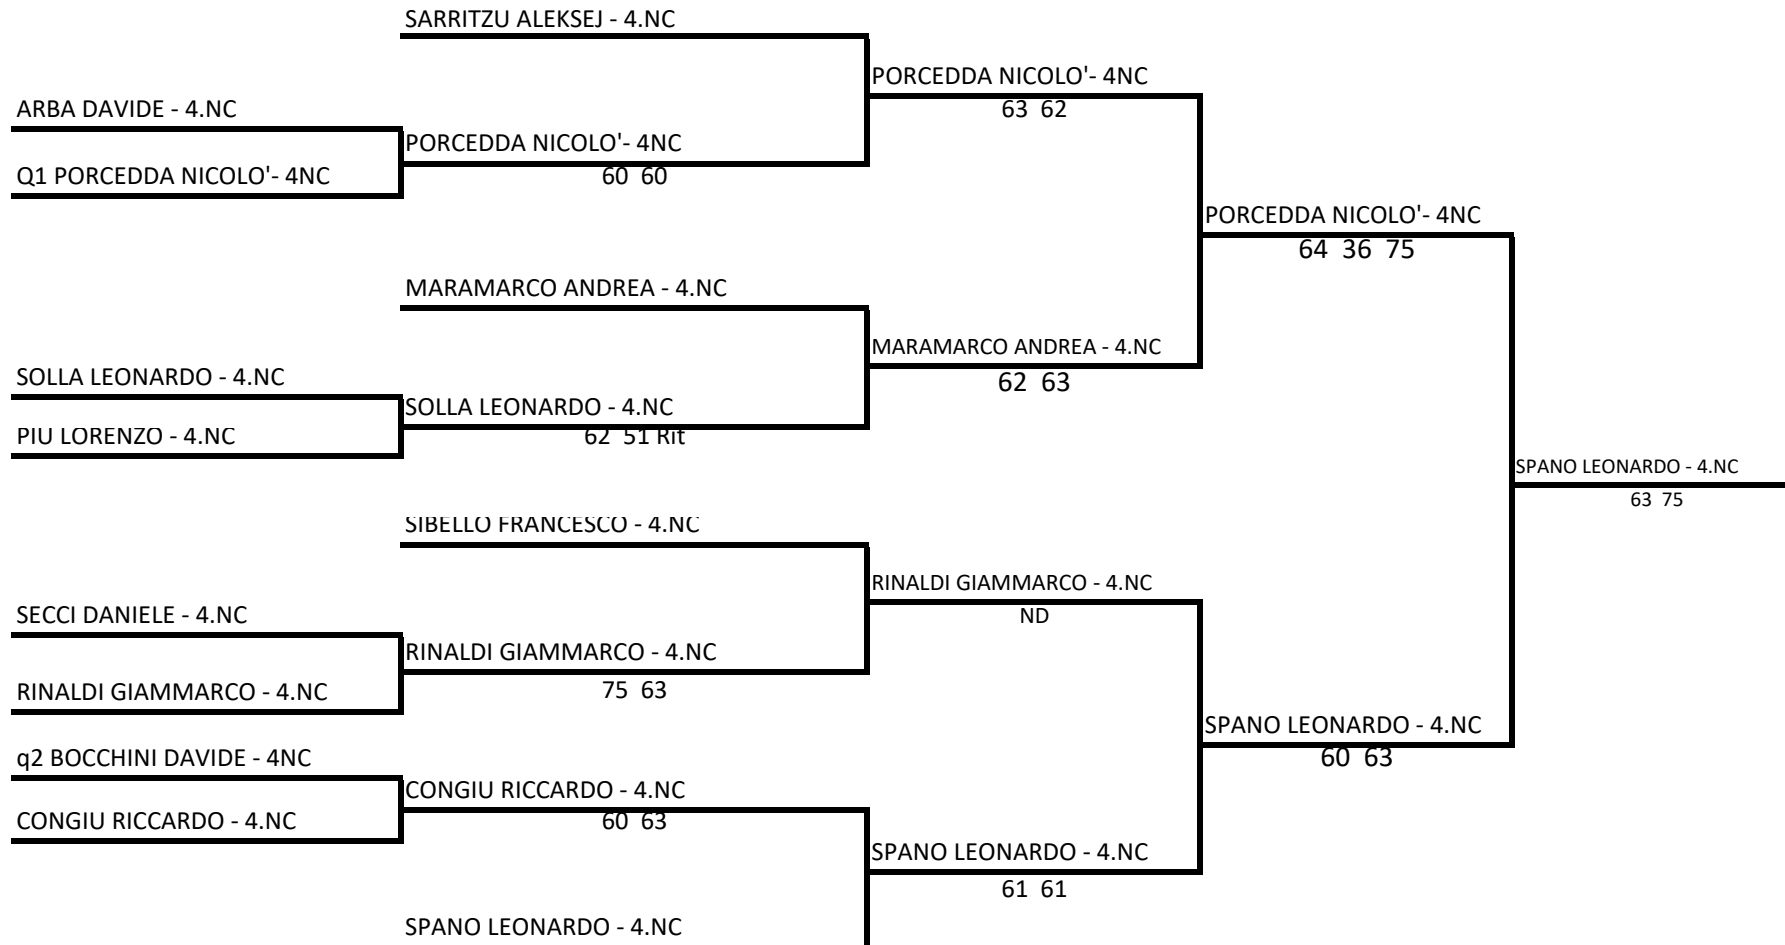 SARRITZU ALEKSEJ - 4.NC
PORCEDDA NICOLO'- 4NC
63 62
ARBA DAVIDE - 4.NC
PORCEDDA NICOLO'- 4NC
60 60
Q1 PORCEDDA NICOLO'- 4NC
PORCEDDA NICOLO'- 4NC
64 36 75
MARAMARCO ANDREA - 4.NC
MARAMARCO ANDREA - 4.NC
62 63
SOLLA LEONARDO - 4.NC
SOLLA LEONARDO - 4.NC
62 51 Rit
PIU LORENZO - 4.NC
SPANO LEONARDO - 4.NC
63 75
SIBELLO FRANCESCO - 4.NC
RINALDI GIAMMARCO - 4.NC
ND
SECCI DANIELE - 4.NC
RINALDI GIAMMARCO - 4.NC
75 63
RINALDI GIAMMARCO - 4.NC
SPANO LEONARDO - 4.NC
60 63
q2 BOCCHINI DAVIDE - 4NC
CONGIU RICCARDO - 4.NC
60 63
CONGIU RICCARDO - 4.NC
SPANO LEONARDO - 4.NC
61 61
SPANO LEONARDO - 4.NC